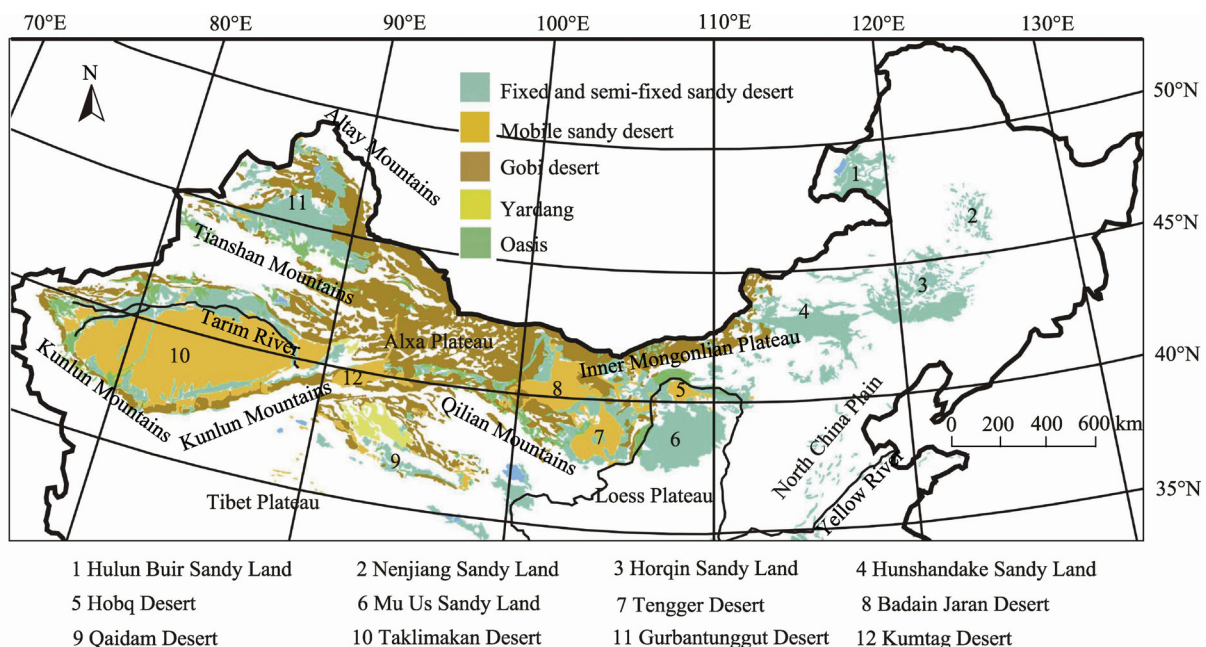 70°E 80°E 90°E 100°E 110°E 120°E 130°E
N
50°N
45°N
40°N
35°N
Fixed and semi-fixed sandy desert
Mobile sandy desert
Gobi desert
Yardang
Oasis
Altay Mountains
11
1
2
Tianshan Mountains
3
4
Tarim River
Alxa Plateau
Inner Mongonlian Plateau
10
12
8
5
Kunlun Mountains
Kunlun Mountains
Qilian Mountains
7
6
9
North China Plain
0 200 400 600 km
Tibet Plateau
Loess Plateau
Yellow River
1 Hulun Buir Sandy Land 2 Nenjiang Sandy Land 3 Horqin Sandy Land 4 Hunshandake Sandy Land
5 Hobq Desert 6 Mu Us Sandy Land 7 Tengger Desert 8 Badain Jaran Desert
9 Qaidam Desert 10 Taklimakan Desert 11 Gurbantunggut Desert 12 Kumtag Desert